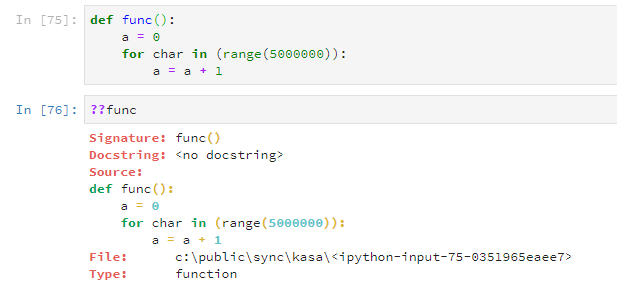 In [75]: def func():
    a = 0
    for char in (range(5000000)):
        a = a + 1
In [76]: ??func
Signature: func()
Docstring: <no docstring>
Source:
def func():
    a = 0
    for char in (range(5000000)):
        a = a + 1
File:      c:\public\sync\kasa\<ipython-input-75-0351965eaee7>
Type:      function